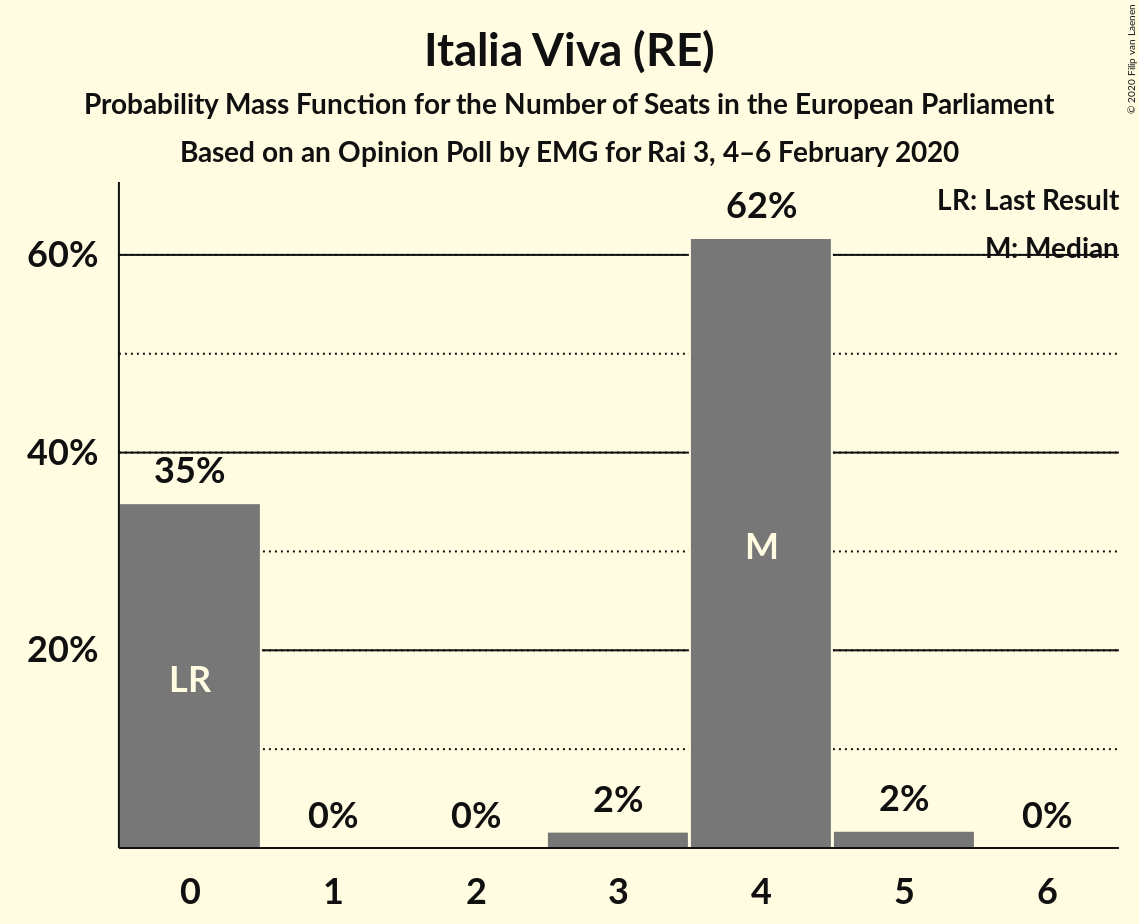 Italia Viva (RE)
Probability Mass Function for the Number of Seats in the European Parliament
Based on an Opinion Poll by EMG for Rai 3, 4–6 February 2020
© 2020 Filip van Laenen
LR: Last Result
M: Median
60%
40%
20%
35%
0%
0%
2%
62%
2%
0%
LR
M
0 1 2 3 4 5 6